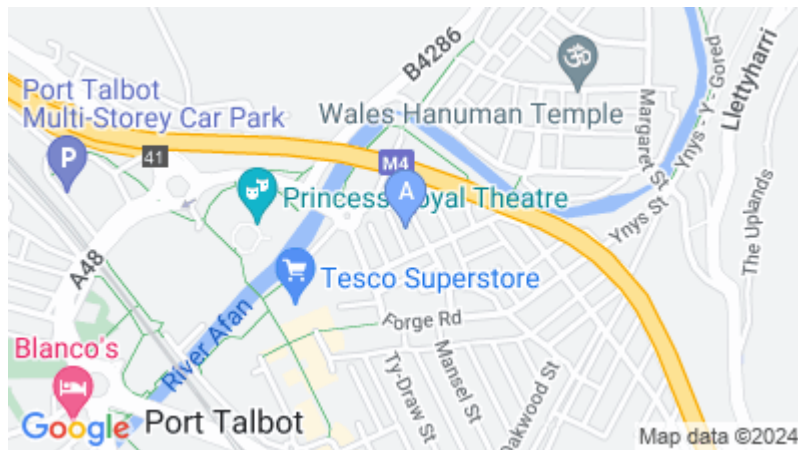 B4286
Port Talbot
Multi-Storey Car Park
Wales Hanuman Temple
Ynys - Y - Gored
Llettyharri
Margaret St
P
41
M4
A
Princess Royal Theatre
Ynys St
The Uplands
A48
Tesco Superstore
River Afan
Forge Rd
Blanco's
Ty-Draw St
Mansel St
Oakwood St
Google
Port Talbot
Map data ©2024